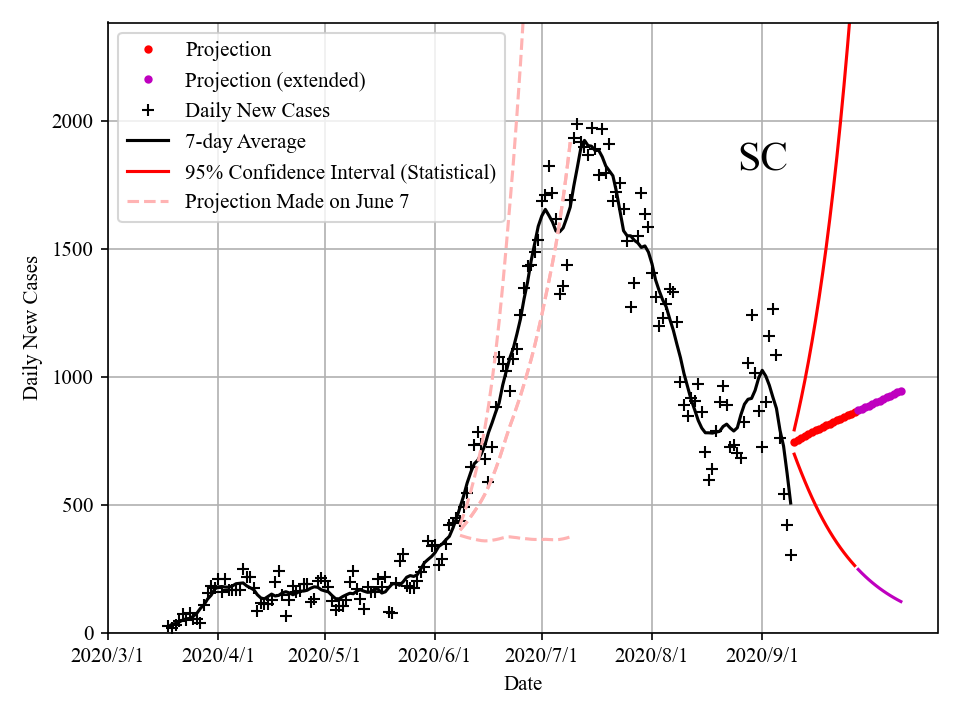 Projection
Projection (extended)
Daily New Cases
7-day Average
95% Confidence Interval (Statistical)
Projection Made on June 7
SC
2000
1500
1000
500
0
Daily New Cases
2020/3/1
2020/4/1
2020/5/1
2020/6/1
2020/7/1
2020/8/1
2020/9/1
Date